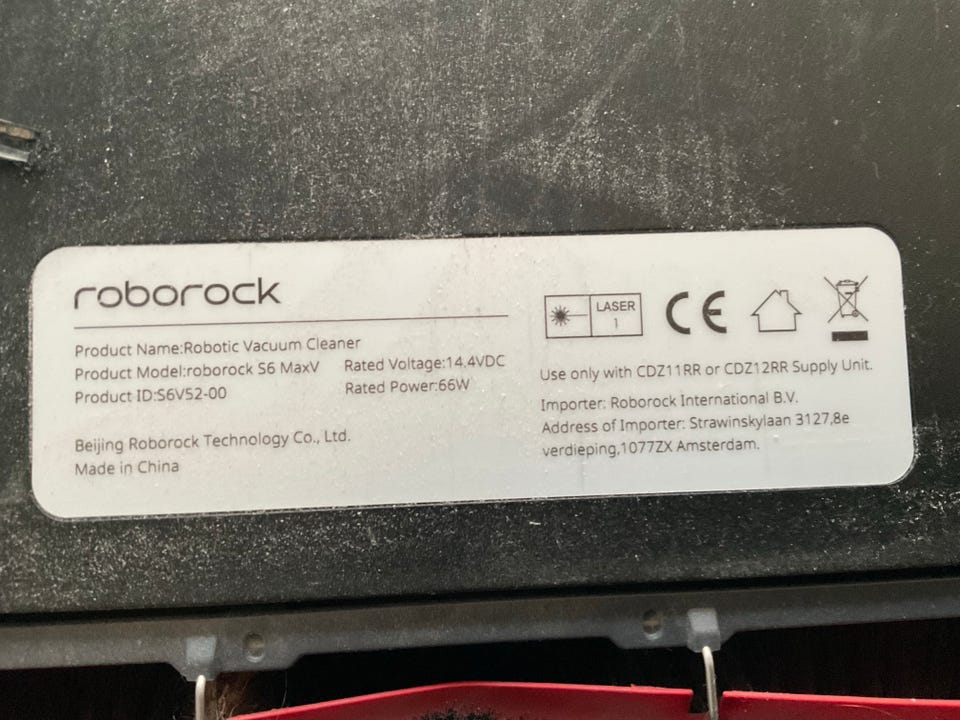 roborock
Product Name:Robotic Vacuum Cleaner
Product Model:roborock S6 MaxV
Rated Voltage:14.4VDC
Product ID:S6V52-00
Rated Power:66W
Beijing Roborock Technology Co., Ltd.
Made in China
LASER
1
CE
Use only with CDZ11RR or CDZ12RR Supply Unit.
Importer: Roborock International B.V.
Address of Importer: Strawinskylaan 3127,8e
verdieping,1077ZX Amsterdam.